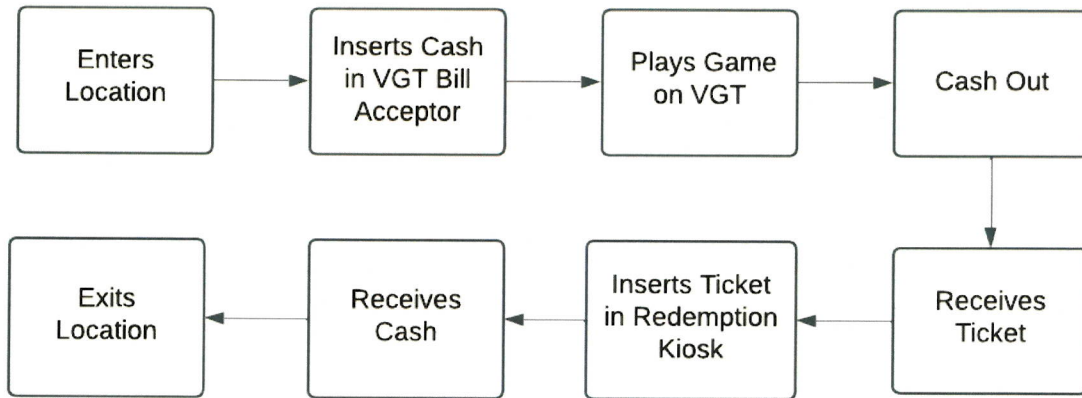 Enters
Location
Inserts Cash
in VGT Bill
Acceptor
Plays Game
on VGT
Cash Out
Receives
Ticket
Inserts Ticket
in Redemption
Kiosk
Receives
Cash
Exits
Location